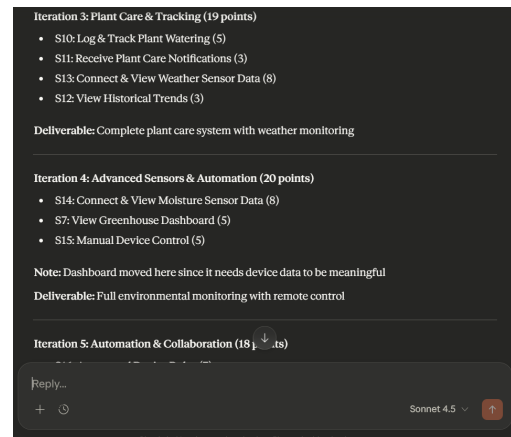 Iteration 3: Plant Care & Tracking (19 points)
• S10: Log & Track Plant Watering (5)
• S11: Receive Plant Care Notifications (3)
• S13: Connect & View Weather Sensor Data (8)
• S12: View Historical Trends (3)
Deliverable: Complete plant care system with weather monitoring
Iteration 4: Advanced Sensors & Automation (20 points)
• S14: Connect & View Moisture Sensor Data (8)
• S7: View Greenhouse Dashboard (5)
• S15: Manual Device Control (5)
Note: Dashboard moved here since it needs device data to be meaningful
Deliverable: Full environmental monitoring with remote control
Iteration 5: Automation & Collaboration (18
Reply...
Sonnet 4.5